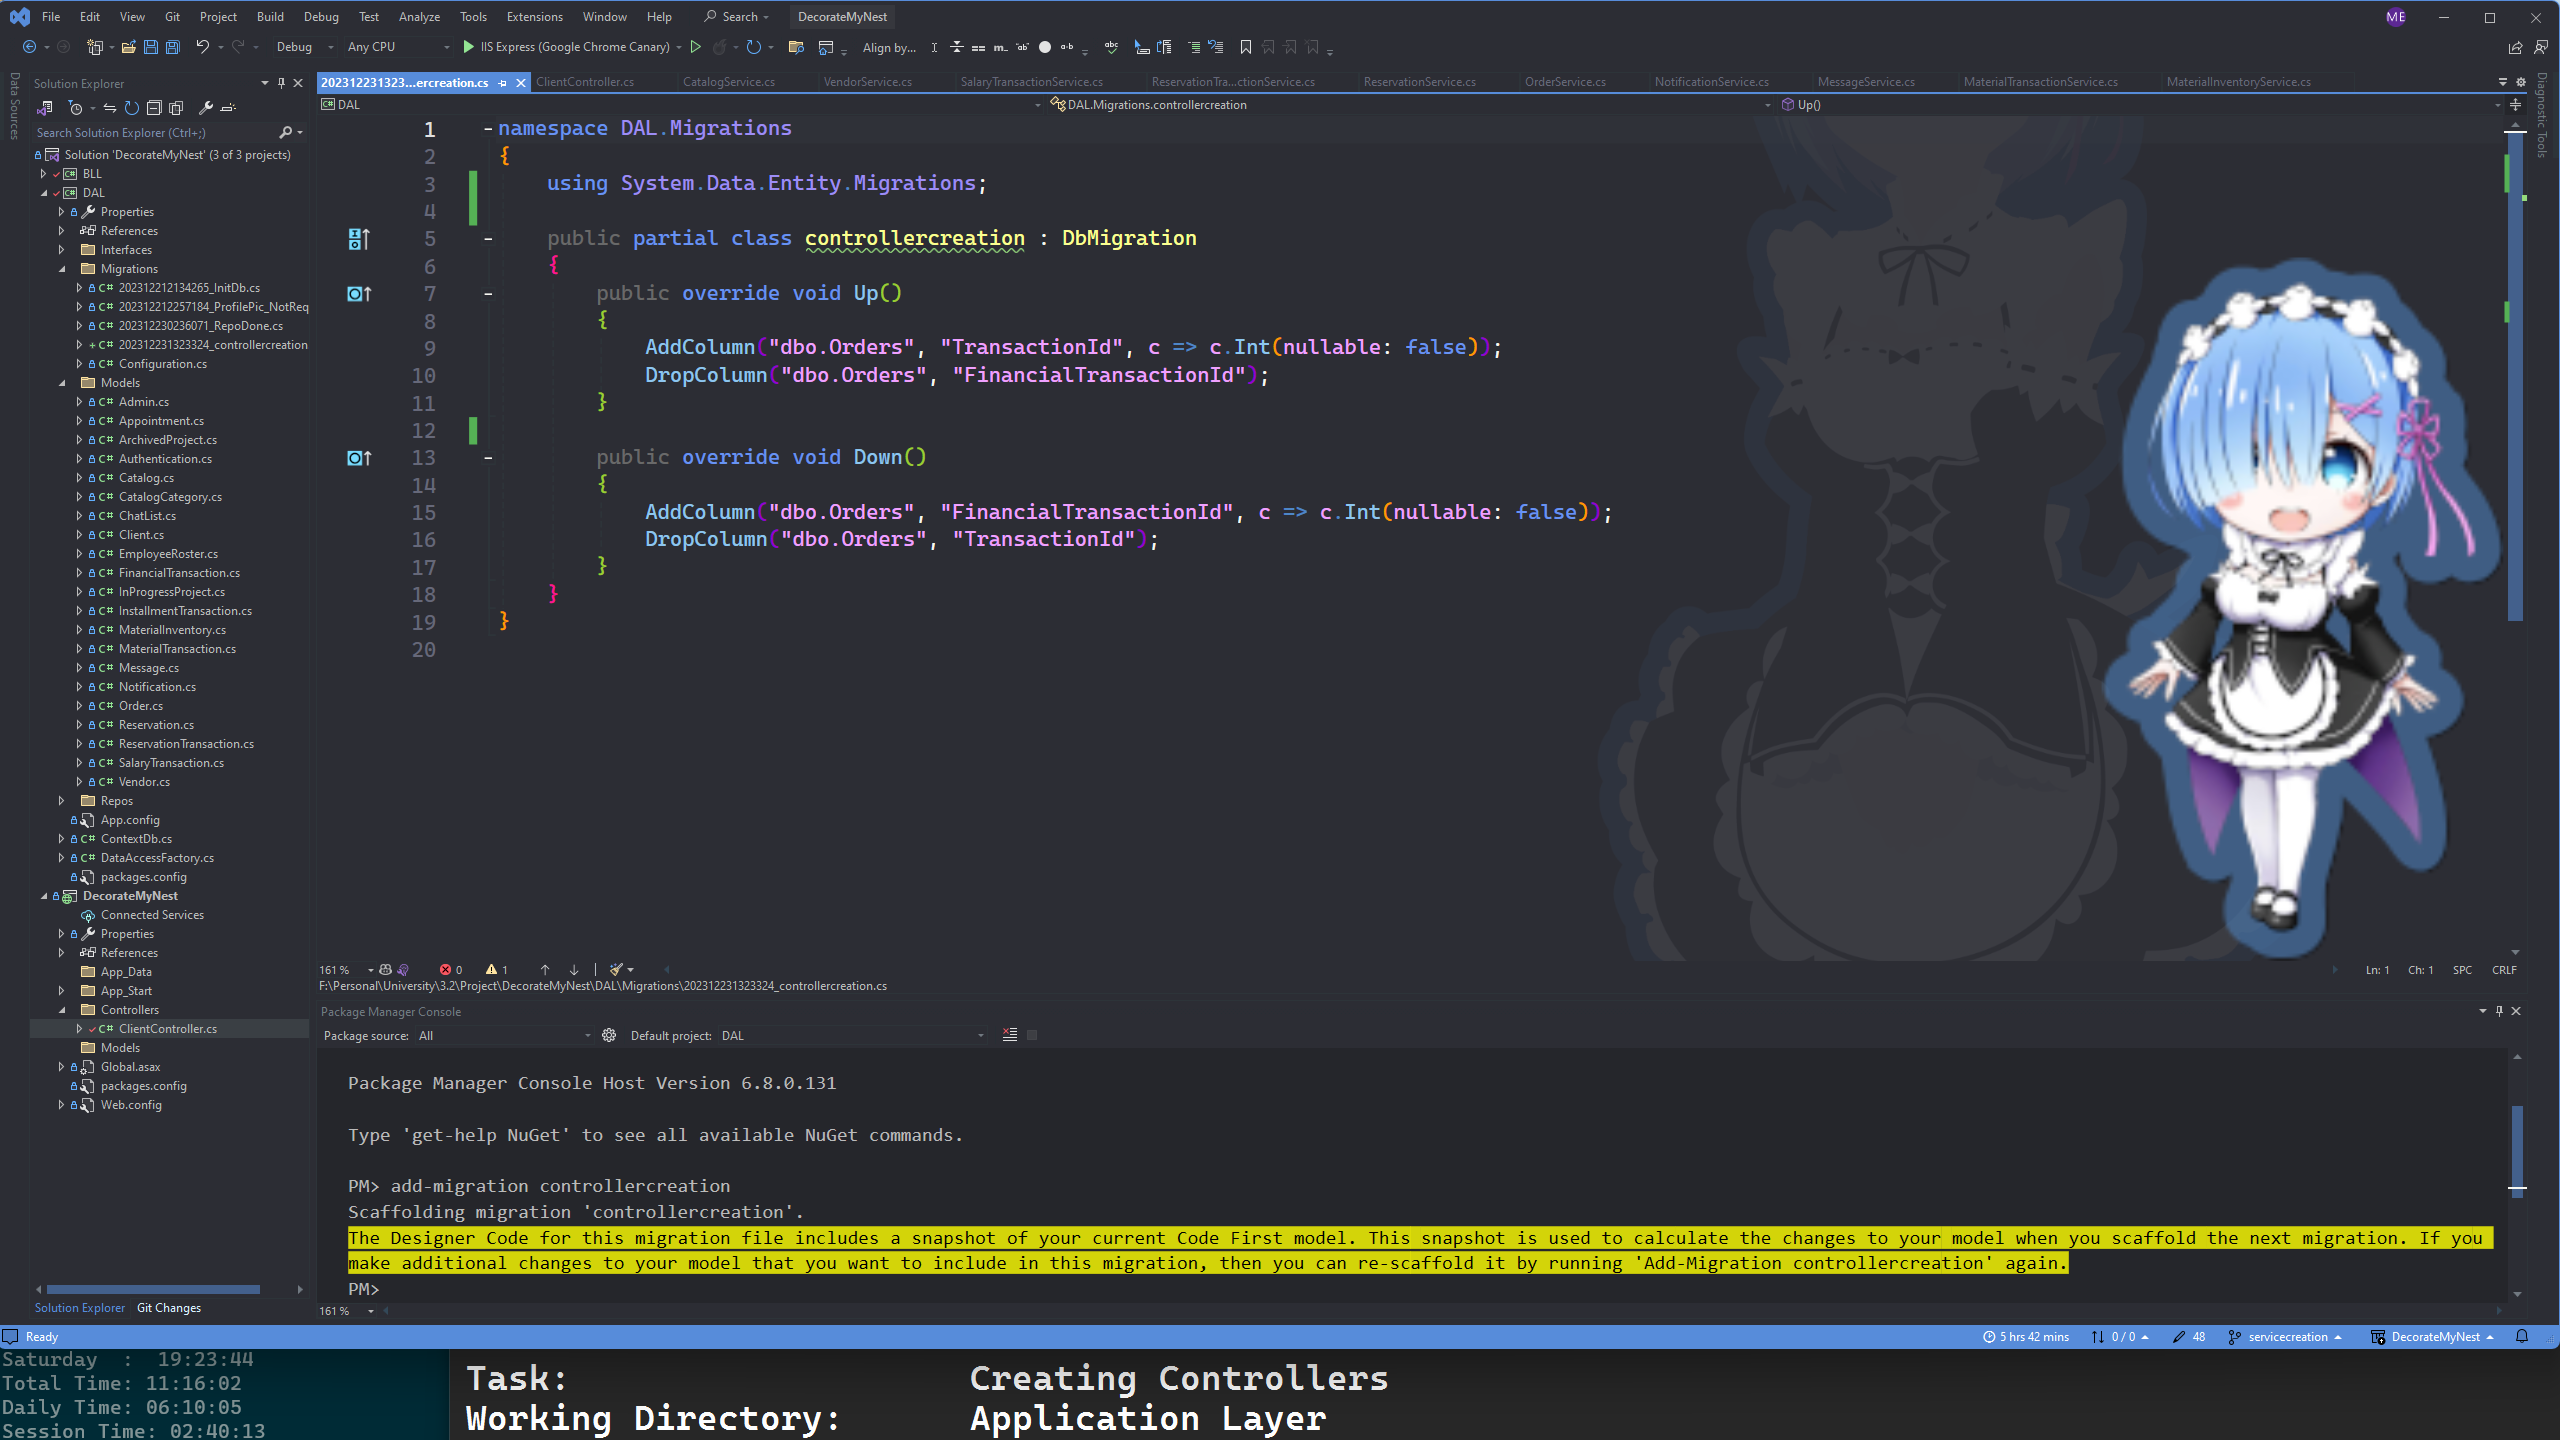 File Edit View Git Project Build Debug Test Analyze Tools Extensions Window Help Search DecorateMyNest ME
Debug Any CPU IIS Express (Google Chrome Canary) Align by...
Data Sources
Solution Explorer
Search Solution Explorer (Ctrl+;)
Solution 'DecorateMyNest' (3 of 3 projects)
BLL
DAL
Properties
References
Interfaces
Migrations
202312212134265_InitDb.cs
202312212257184_ProfilePic_NotReq
202312230236071_RepoDone.cs
202312231323324_controllercreation
Configuration.cs
Models
Admin.cs
Appointment.cs
ArchivedProject.cs
Authentication.cs
Catalog.cs
CatalogCategory.cs
ChatList.cs
Client.cs
EmployeeRoster.cs
FinancialTransaction.cs
InProgressProject.cs
InstallmentTransaction.cs
MaterialInventory.cs
MaterialTransaction.cs
Message.cs
Notification.cs
Order.cs
Reservation.cs
ReservationTransaction.cs
SalaryTransaction.cs
Vendor.cs
Repos
App.config
ContextDb.cs
DataAccessFactory.cs
packages.config
DecorateMyNest
Connected Services
Properties
References
App_Data
App_Start
Controllers
ClientController.cs
Models
Global.asax
packages.config
Web.config
Solution Explorer Git Changes
202312231323...ercreation.cs ClientController.cs CatalogService.cs VendorService.cs SalaryTransactionService.cs ReservationTra...ctionService.cs ReservationService.cs OrderService.cs NotificationService.cs MessageService.cs MaterialTransactionService.cs MaterialInventoryService.cs
Diagnostic Tools
DAL DAL.Migrations.controllercreation Up()
1 namespace DAL.Migrations
2 {
3 using System.Data.Entity.Migrations;
4
5 public partial class controllercreation : DbMigration
6 {
7 public override void Up()
8 {
9 AddColumn("dbo.Orders", "TransactionId", c => c.Int(nullable: false));
10 DropColumn("dbo.Orders", "FinancialTransactionId");
11 }
12
13 public override void Down()
14 {
15 AddColumn("dbo.Orders", "FinancialTransactionId", c => c.Int(nullable: false));
16 DropColumn("dbo.Orders", "TransactionId");
17 }
18 }
19 }
20
161 % 0 1 Ln: 1 Ch: 1 SPC CRLF
F:\Personal\University\3.2\Project\DecorateMyNest\DAL\Migrations\202312231323324_controllercreation.cs
Package Manager Console
Package source: All Default project: DAL
Package Manager Console Host Version 6.8.0.131
Type 'get-help NuGet' to see all available NuGet commands.
PM> add-migration controllercreation
Scaffolding migration 'controllercreation'.
The Designer Code for this migration file includes a snapshot of your current Code First model. This snapshot is used to calculate the changes to your model when you scaffold the next migration. If you
make additional changes to your model that you want to include in this migration, then you can re-scaffold it by running 'Add-Migration controllercreation' again.
PM>
161 %
Ready 5 hrs 42 mins 0 / 0 48 servicecreation DecorateMyNest
Saturday : 19:23:44
Total Time: 11:16:02
Daily Time: 06:10:05
Session Time: 02:40:13
Task: Creating Controllers
Working Directory: Application Layer